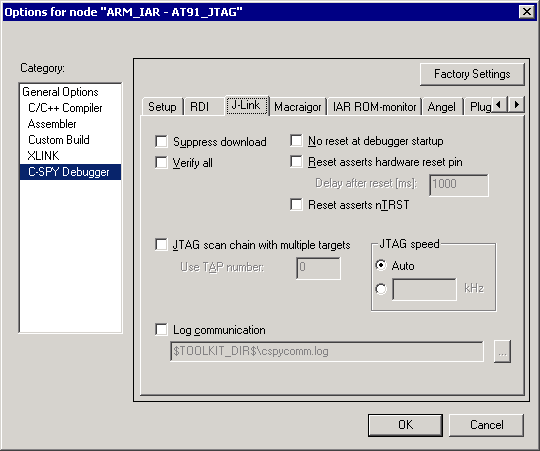 Options for node "ARM_IAR - AT91_JTAG"
Category:
General Options
C/C++ Compiler
Assembler
Custom Build
XLINK
C-SPY Debugger
Factory Settings
Setup RDI J-Link Macraigor IAR ROM-monitor Angel Plug
Suppress download
Verify all
No reset at debugger startup
Reset asserts hardware reset pin
Delay after reset [ms]: 1000
Reset asserts nTRST
JTAG scan chain with multiple targets
Use TAP number: 0
JTAG speed
Auto
kHz
Log communication
$TOOLKIT_DIR$\cspycomm.log
...
OK Cancel